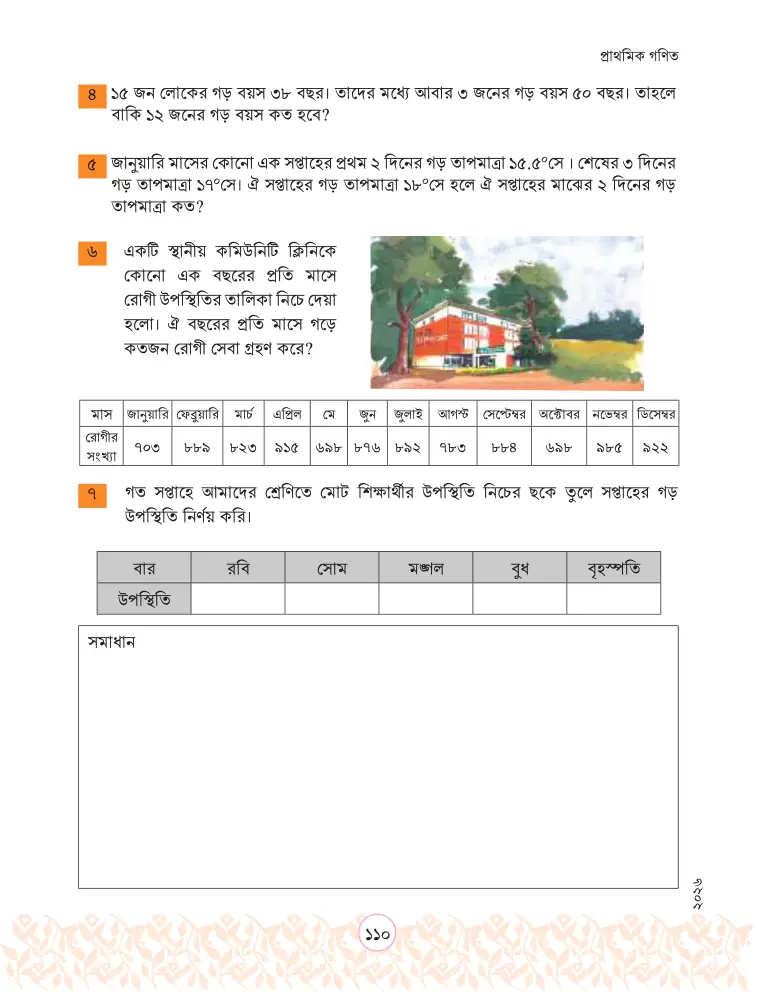 প্রাথমিক গণিত
৪ ১৫ জন লোকের গড় বয়স ৩৮ বছর। তাদের মধ্যে আবার ৩ জনের গড় বয়স ৫০ বছর। তাহলে
বাকি ১২ জনের গড় বয়স কত হবে?
৫ জানুয়ারি মাসের কোনো এক সপ্তাহের প্রথম ২ দিনের গড় তাপমাত্রা ১৫.৫°সে । শেষের ৩ দিনের
গড় তাপমাত্রা ১৭°সে। ঐ সপ্তাহের গড় তাপমাত্রা ১৮°সে হলে ঐ সপ্তাহের মাঝের ২ দিনের গড়
তাপমাত্রা কত?
৬ একটি স্থানীয় কমিউনিটি ক্লিনিকে
কোনো এক বছরের প্রতি মাসে
রোগী উপস্থিতির তালিকা নিচে দেয়া
হলো। ঐ বছরের প্রতি মাসে গড়ে
কতজন রোগী সেবা গ্রহণ করে?
মাস জানুয়ারি ফেব্রুয়ারি মার্চ এপ্রিল মে জুন জুলাই আগস্ট সেপ্টেম্বর অক্টোবর নভেম্বর ডিসেম্বর
রোগীর
সংখ্যা ৭০৩ ৮৮৯ ৮২৩ ৯১৫ ৬৯৮ ৮৭৬ ৮৯২ ৭৮৩ ৮৮৪ ৬৯৮ ৯৮৫ ৯২২
৭ গত সপ্তাহে আমাদের শ্রেণিতে মোট শিক্ষার্থীর উপস্থিতি নিচের ছকে তুলে সপ্তাহের গড়
উপস্থিতি নির্ণয় করি।
বার রবি সোম মঙ্গল বুধ বৃহস্পতি
উপস্থিতি
সমাধান
২০২৬
১১০